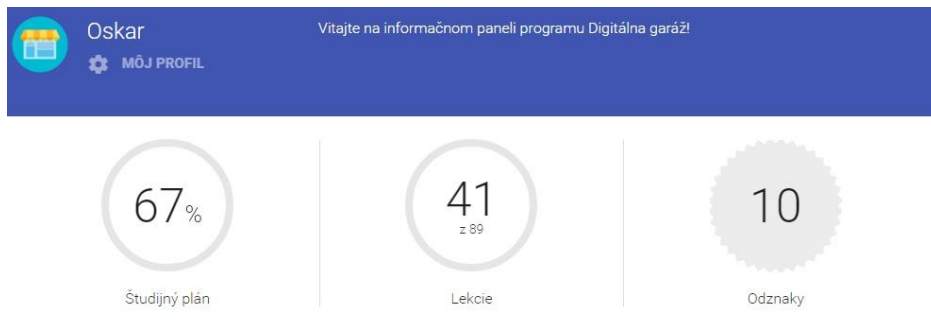 Oskar
Vitajte na informačnom paneli programu Digitálna garáž!
MÔJ PROFIL
67%
Študijný plán
41
z 89
Lekcie
10
Odznaky